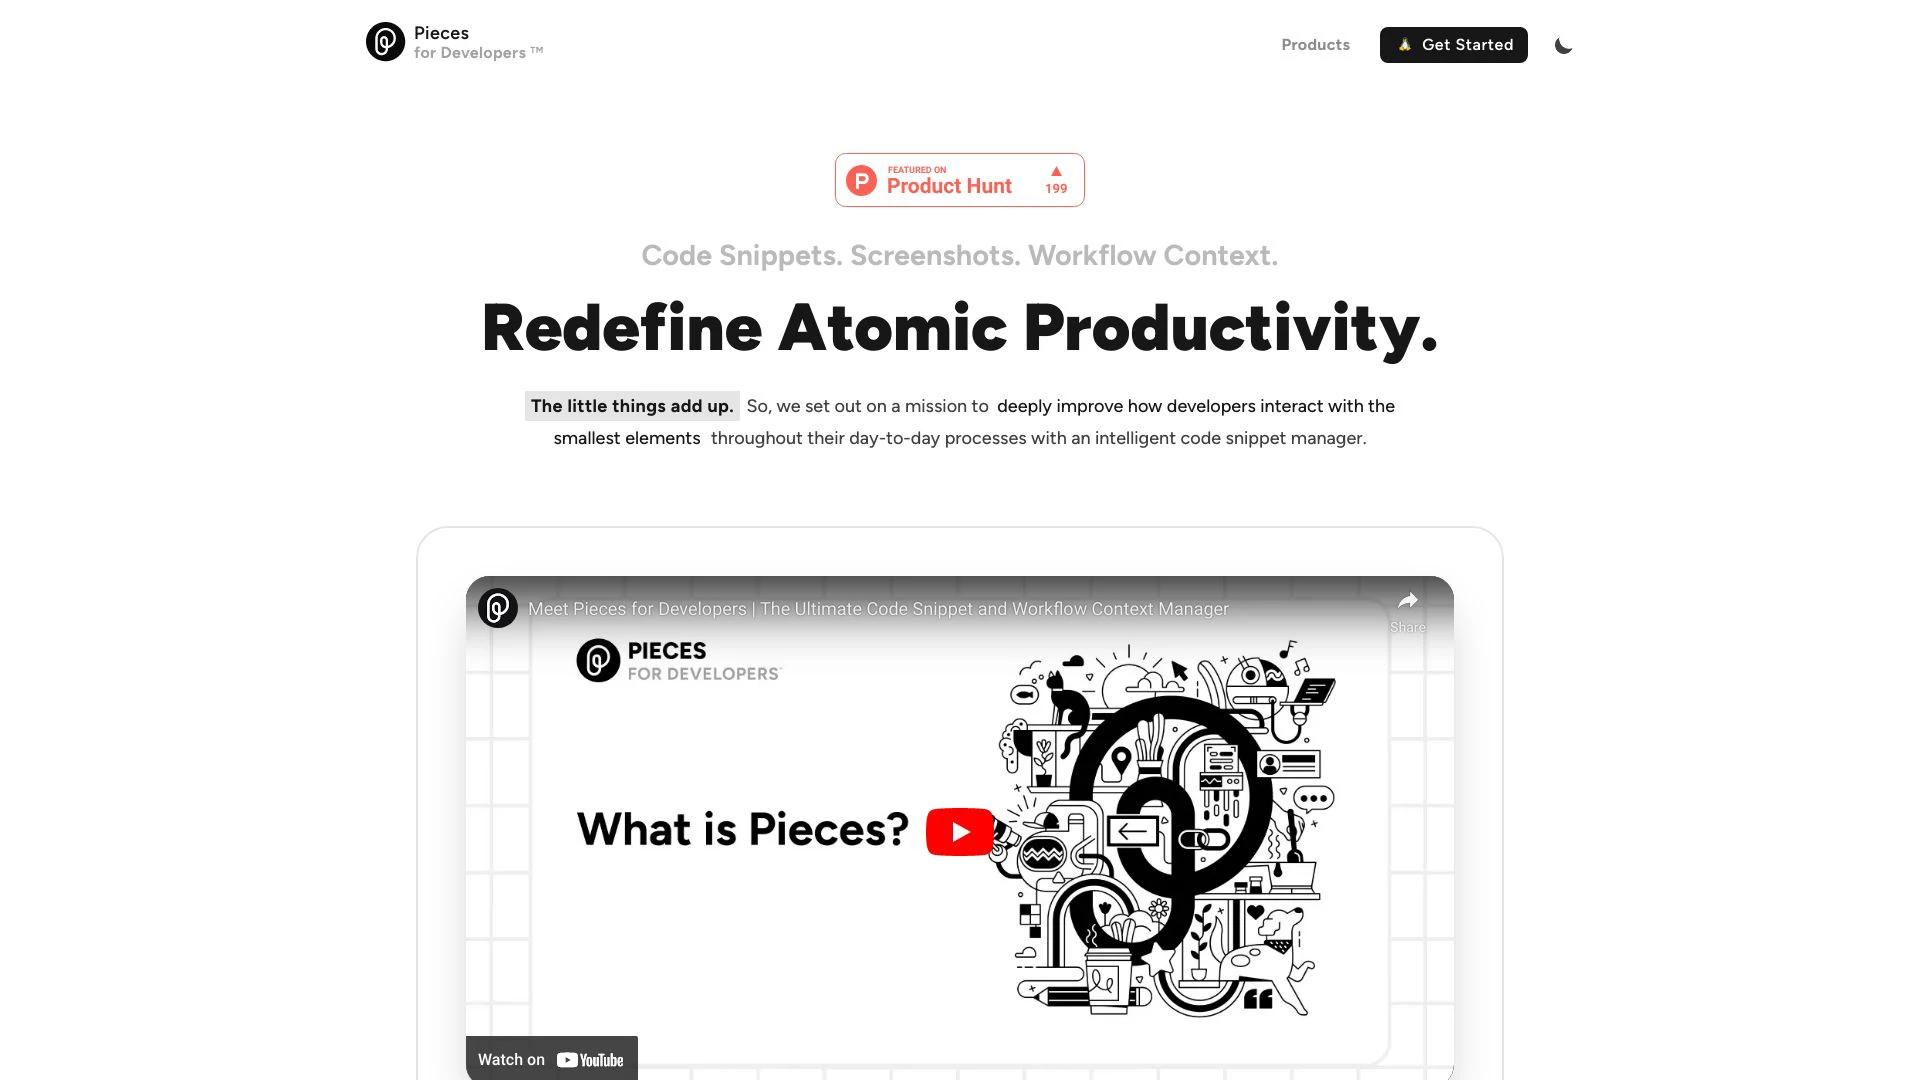 Pieces
for Developers ™
Products
Get Started
FEATURED ON
Product Hunt
199
Code Snippets. Screenshots. Workflow Context.
Redefine Atomic Productivity.
The little things add up. So, we set out on a mission to deeply improve how developers interact with the
smallest elements throughout their day-to-day processes with an intelligent code snippet manager.
Meet Pieces for Developers | The Ultimate Code Snippet and Workflow Context Manager
Share
PIECES
FOR DEVELOPERS™
What is Pieces?
Watch on YouTube